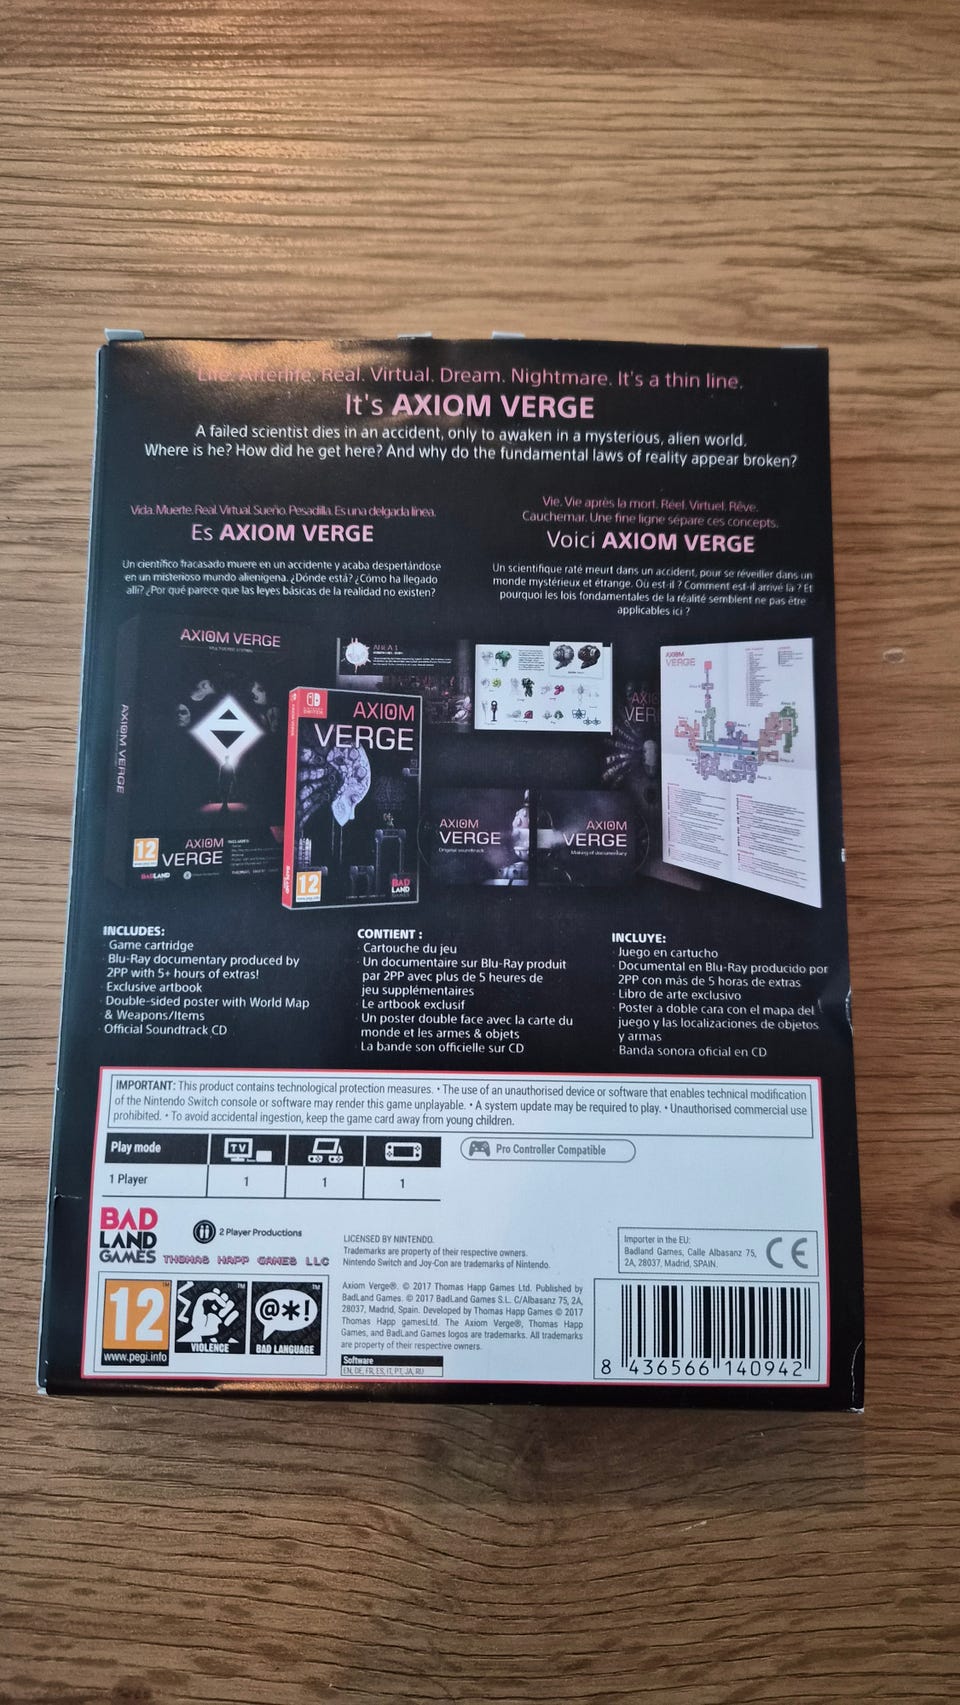 Life. Afterlife. Real. Virtual. Dream. Nightmare. It's a thin line.
It's AXIOM VERGE
A failed scientist dies in an accident, only to awaken in a mysterious, alien world.
Where is he? How did he get here? And why do the fundamental laws of reality appear broken?
Vida. Muerte. Real. Virtual. Sueño. Pesadilla. Es una delgada línea.
Es AXIOM VERGE
Un científico fracasado muere en un accidente y acaba despertándose
en un misterioso mundo alienígena. ¿Dónde está? ¿Cómo ha llegado
allí? ¿Por qué parece que las leyes básicas de la realidad no existen?
Vie. Vie après la mort. Réel. Virtuel. Rêve.
Cauchemar. Une fine ligne sépare ces concepts.
Voici AXIOM VERGE
Un scientifique raté meurt dans un accident, pour se réveiller dans un
monde mystérieux et étrange. Où est-il ? Comment est-il arrivé là ? Et
pourquoi les lois fondamentales de la réalité semblent ne pas être
applicables ici ?
AXIOM VERGE
AXIOM VERGE
12
AXIOM
VERGE
BADLAND
INCLUDES
AXIOM
VERGE
12
BAD
LAND
AREA 1
AXIOM
VERGE
Original soundtrack
AXIOM
VERGE
Making of documentary
AXIOM
VERGE
INCLUDES:
· Game cartridge
· Blu-Ray documentary produced by
2PP with 5+ hours of extras!
· Exclusive artbook
· Double-sided poster with World Map
& Weapons/Items
· Official Soundtrack CD
CONTIENT :
· Cartouche du jeu
· Un documentaire sur Blu-Ray produit
par 2PP avec plus de 5 heures de
jeu supplémentaires
· Le artbook exclusif
· Un poster double face avec la carte du
monde et les armes & objets
· La bande son officielle sur CD
INCLUYE:
· Juego en cartucho
· Documental en Blu-Ray producido por
2PP con más de 5 horas de extras
· Libro de arte exclusivo
· Poster a doble cara con el mapa del
juego y las localizaciones de objetos
y armas
· Banda sonora oficial en CD
IMPORTANT: This product contains technological protection measures. • The use of an unauthorised device or software that enables technical modification
of the Nintendo Switch console or software may render this game unplayable. • A system update may be required to play. • Unauthorised commercial use
prohibited. • To avoid accidental ingestion, keep the game card away from young children.
Play mode
TV
1 Player
1
1
1
Pro Controller Compatible
BAD
LAND
GAMES
THOMAS HAPP GAMES LLC
2 Player Productions
LICENSED BY NINTENDO.
Trademarks are property of their respective owners.
Nintendo Switch and Joy-Con are trademarks of Nintendo.
Importer in the EU:
Badland Games, Calle Albasanz 75,
2A, 28037, Madrid, SPAIN.
CE
12
www.pegi.info
VIOLENCE
@*!
BAD LANGUAGE
Axiom Verge®. © 2017 Thomas Happ Games Ltd. Published by
BadLand Games. © 2017 BadLand Games S.L. C/Albasanz 75, 2A,
28037, Madrid, Spain. Developed by Thomas Happ Games © 2017
Thomas Happ gamesLtd. The Axiom Verge®, Thomas Happ
Games, and BadLand Games logos are trademarks. All trademarks
are property of their respective owners.
Software
EN, DE, FR, ES, IT, PT, JA, RU
8 436566 140942